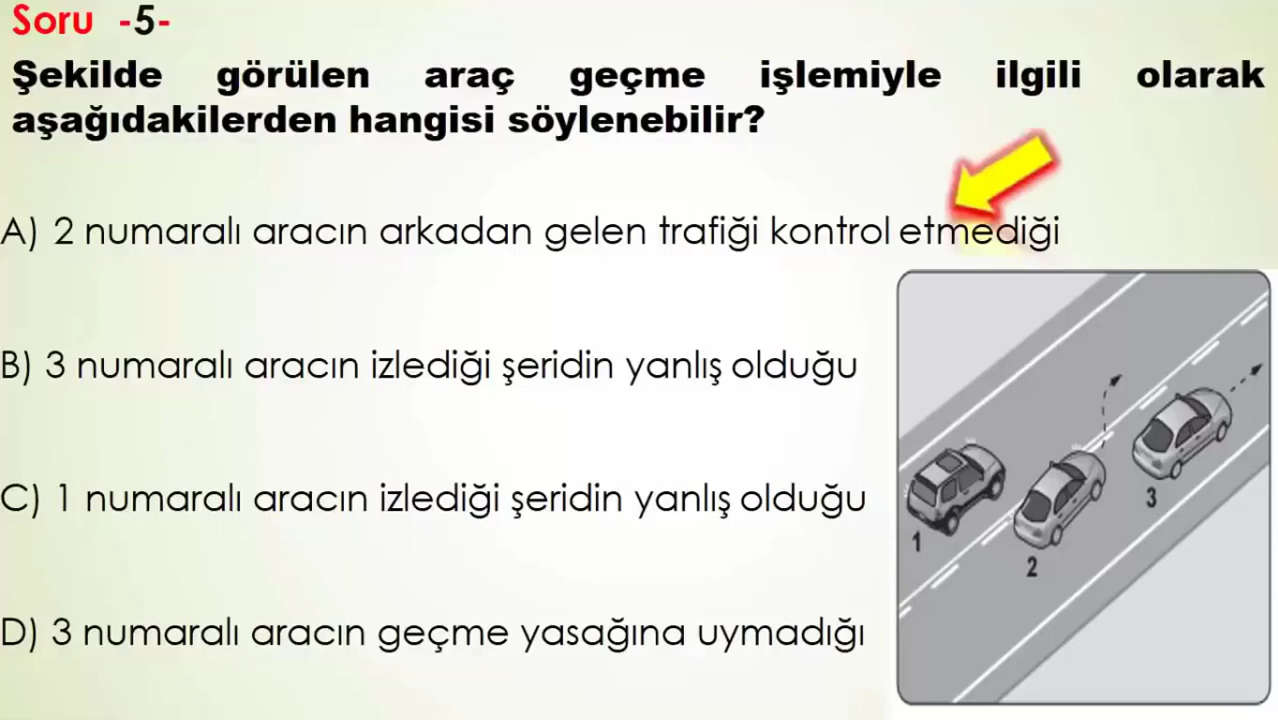 Soru -5-
Şekilde görülen araç geçme işlemiyle ilgili olarak
aşağıdakilerden hangisi söylenebilir?
A) 2 numaralı aracın arkadan gelen trafiği kontrol etmediği
B) 3 numaralı aracın izlediği şeridin yanlış olduğu
C) 1 numaralı aracın izlediği şeridin yanlış olduğu
D) 3 numaralı aracın geçme yasağına uymadığı
1
2
3